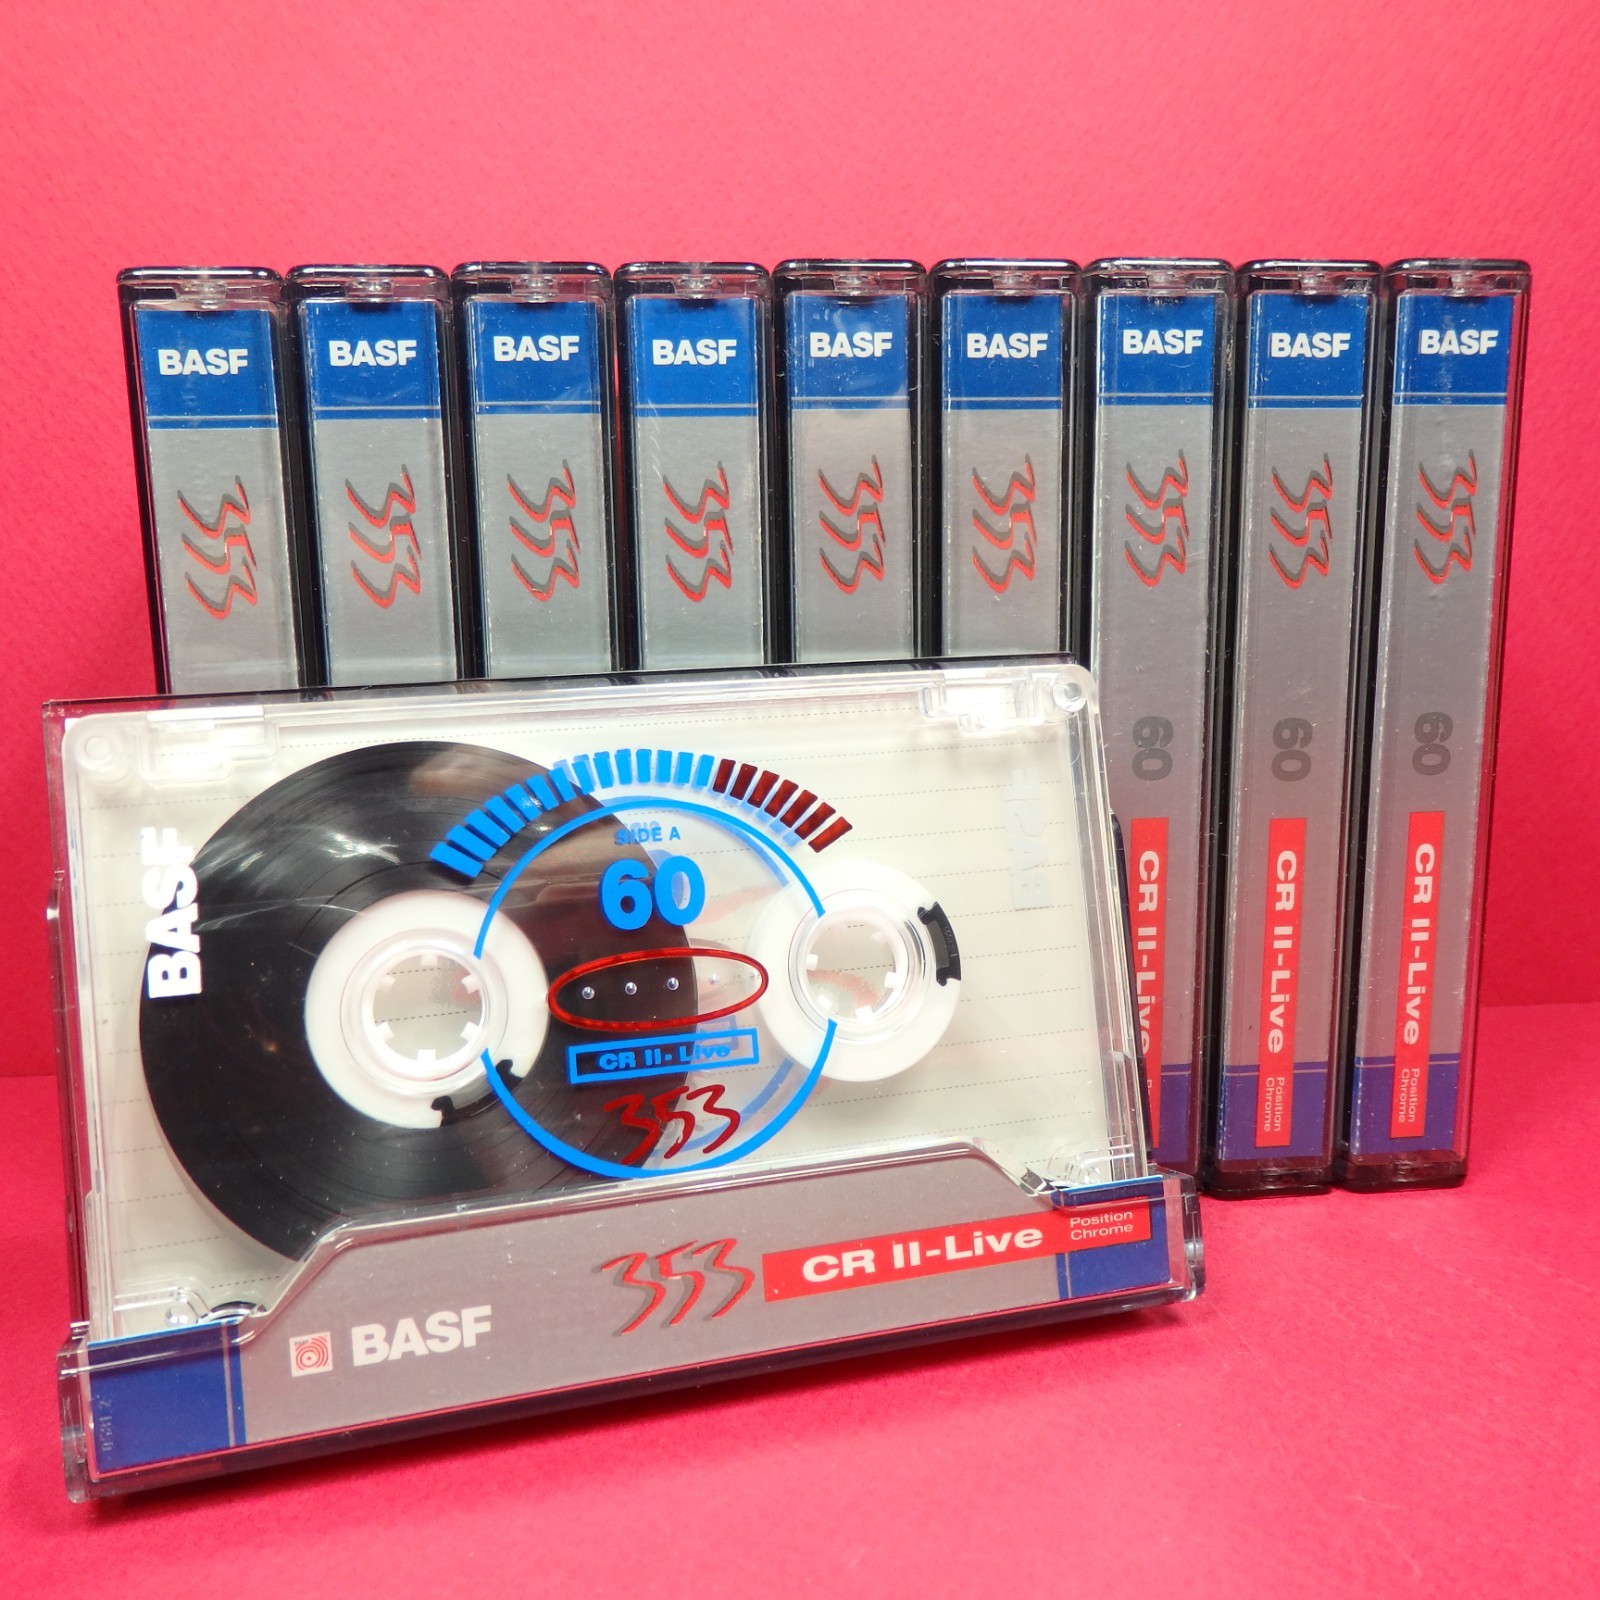 BASF
353
BASF
353
BASF
353
BASF
353
BASF
353
BASF
353
BASF
353
60
CR II-Live
BASF
353
60
CR II-Live
Position
Chrome
BASF
353
60
CR II-Live
Position
Chrome
BASF
SIDE A
60
CR II-Live
353
BASF
353
CR II-Live
Position
Chrome